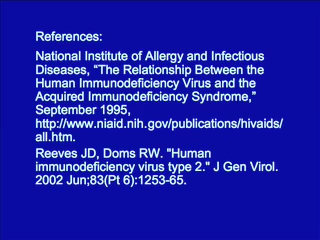 References:
National Institute of Allergy and Infectious
Diseases, “The Relationship Between the
Human Immunodeficiency Virus and the
Acquired Immunodeficiency Syndrome,”
September 1995,
http://www.niaid.nih.gov/publications/hivaids/
all.htm.
Reeves JD, Doms RW. "Human
immunodeficiency virus type 2." J Gen Virol.
2002 Jun;83(Pt 6):1253-65.